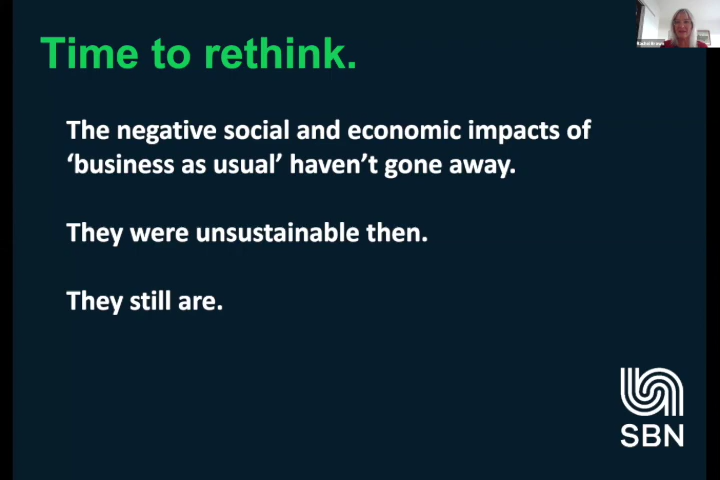 Time to rethink.
The negative social and economic impacts of
‘business as usual’ haven’t gone away.
They were unsustainable then.
They still are.
SBN